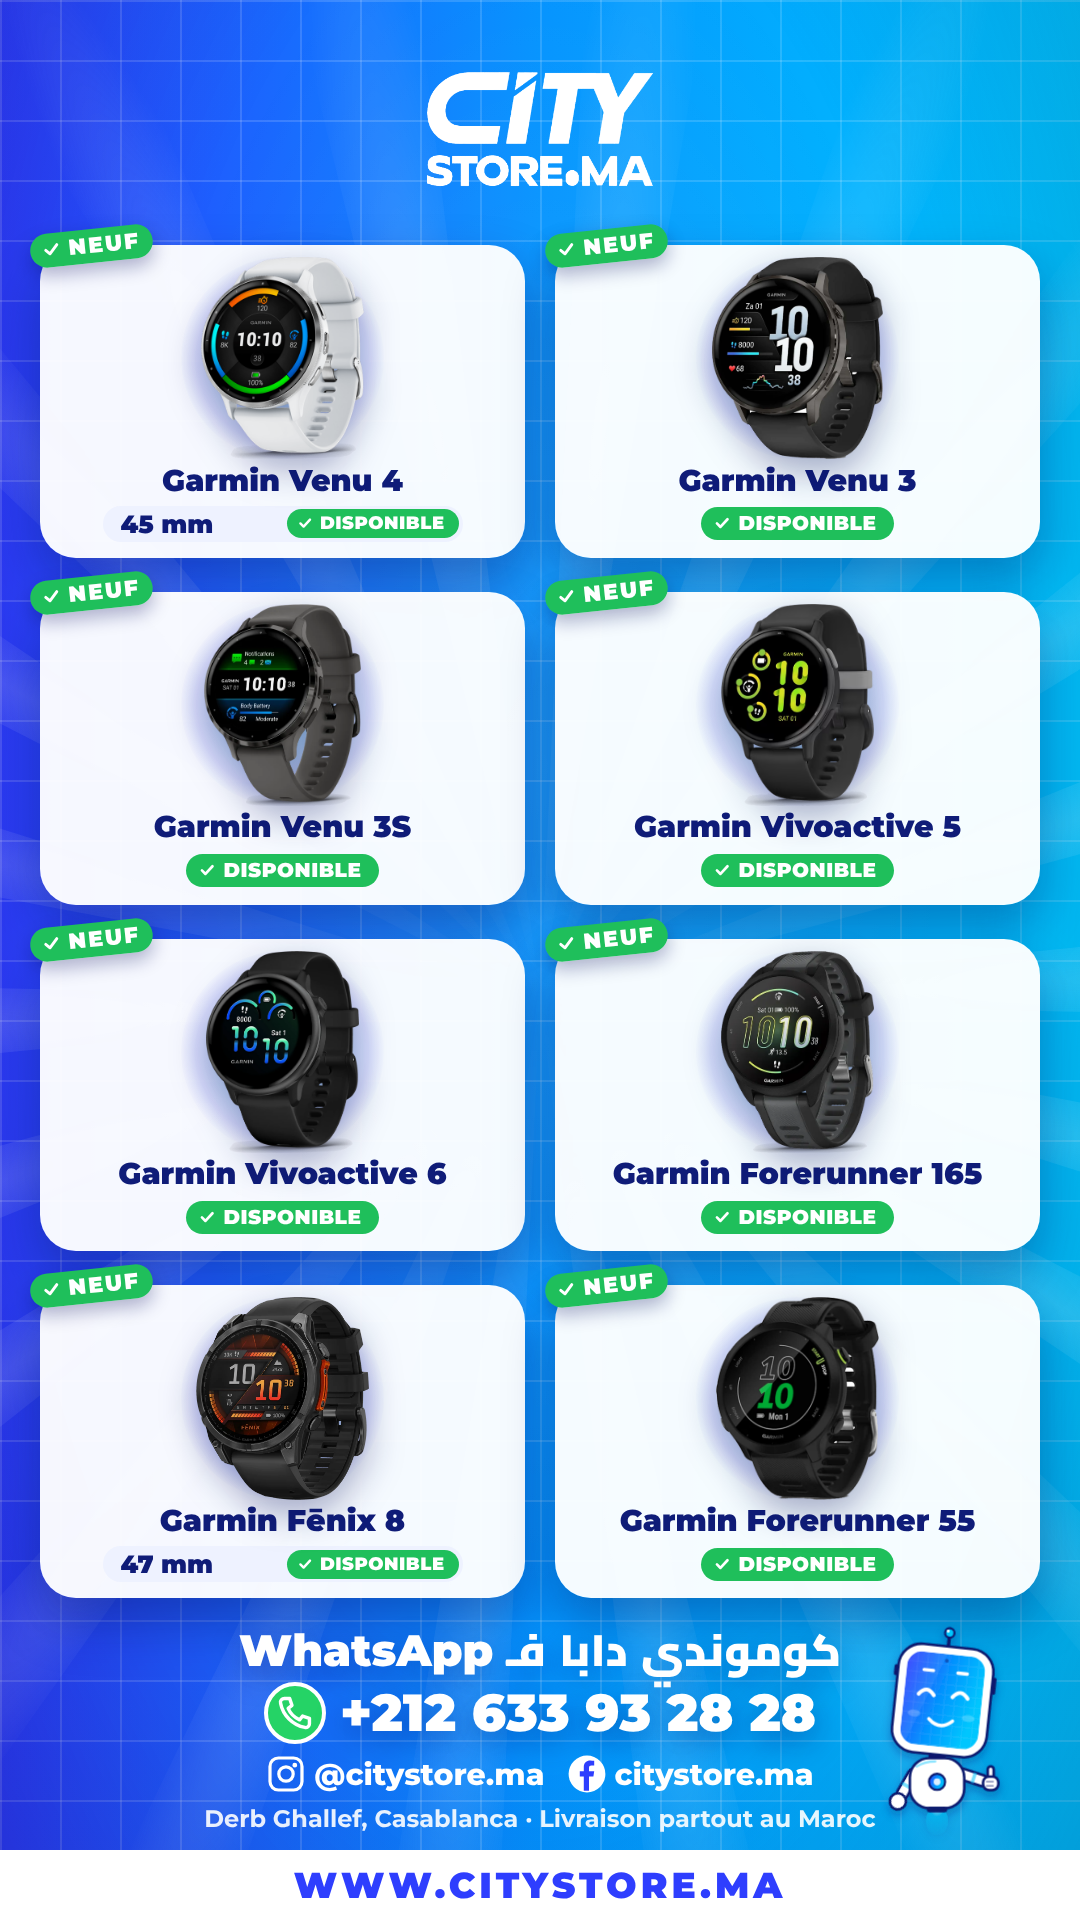 CITY
STORE.MA
NEUF
Garmin Venu 4
45 mm
DISPONIBLE
NEUF
Garmin Venu 3
DISPONIBLE
NEUF
Garmin Venu 3S
DISPONIBLE
NEUF
Garmin Vivoactive 5
DISPONIBLE
NEUF
Garmin Vivoactive 6
DISPONIBLE
NEUF
Garmin Forerunner 165
DISPONIBLE
NEUF
Garmin Fēnix 8
47 mm
DISPONIBLE
NEUF
Garmin Forerunner 55
DISPONIBLE
كوموندي دابا فـ WhatsApp
+212 633 93 28 28
@citystore.ma citystore.ma
Derb Ghallef, Casablanca · Livraison partout au Maroc
WWW.CITYSTORE.MA